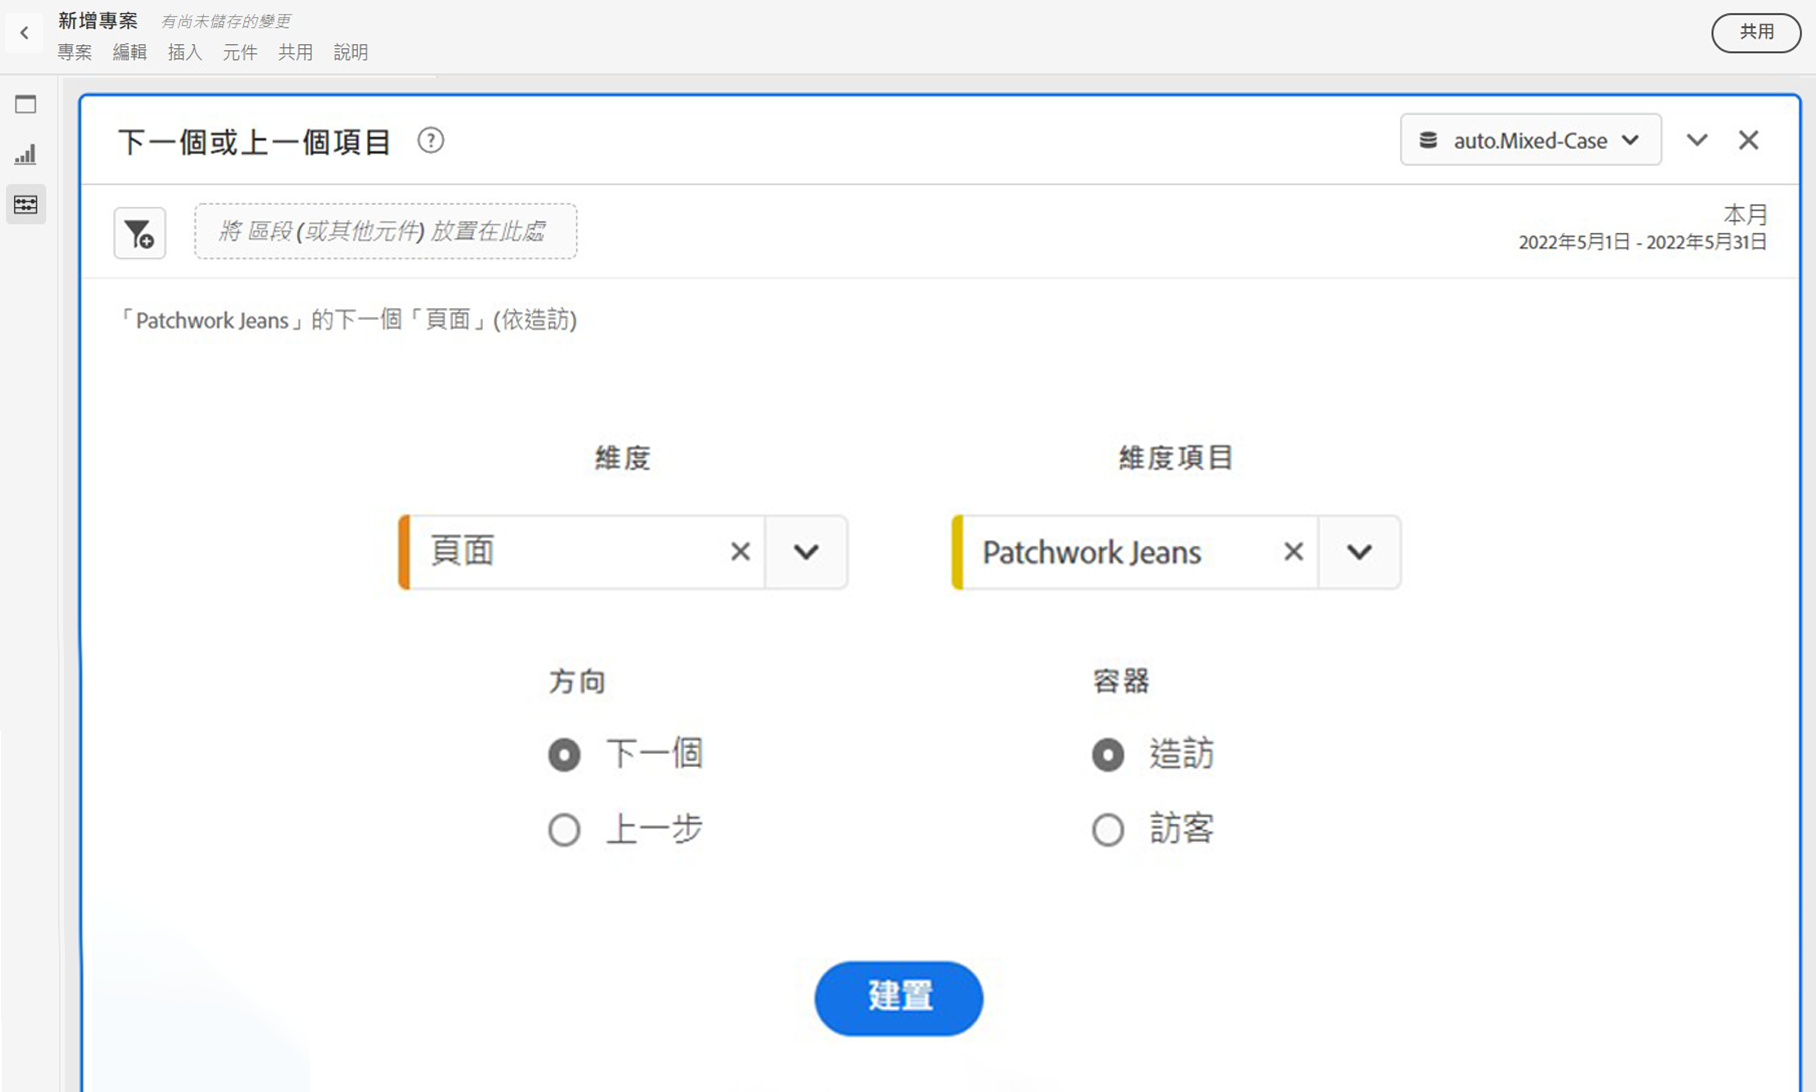 新增專案 有尚未儲存的變更
專案 編輯 插入 元件 共用 說明
共用
下一個或上一個項目 ?
auto.Mixed-Case
將 區段 (或其他元件) 放置在此處
本月
2022年5月1日 - 2022年5月31日
「Patchwork Jeans」的下一個「頁面」(依造訪)
維度 維度項目
頁面 Patchwork Jeans
方向 容器
下一個 造訪
上一步 訪客
建置